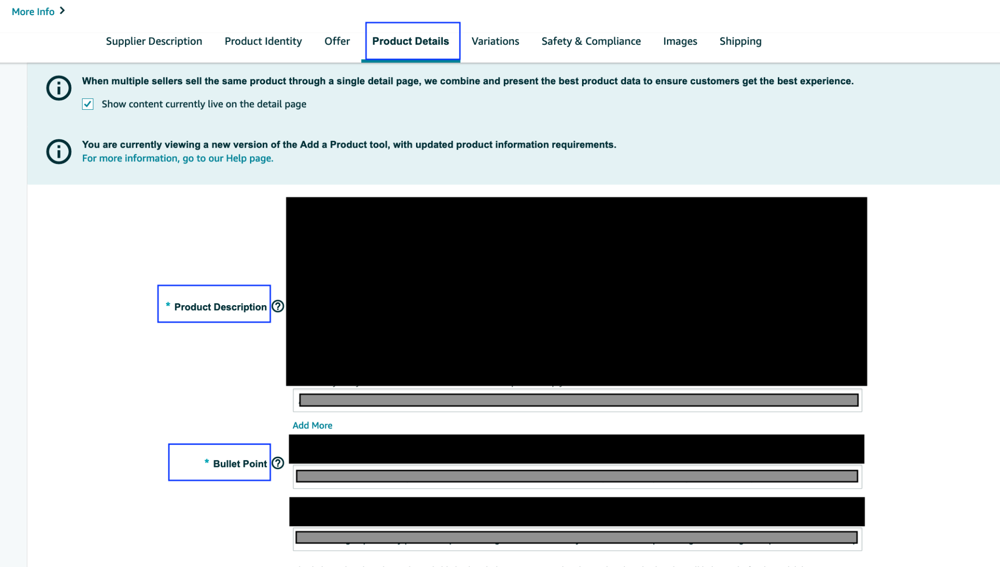 More Info
Supplier Description Product Identity Offer Product Details Variations Safety & Compliance Images Shipping
When multiple sellers sell the same product through a single detail page, we combine and present the best product data to ensure customers get the best experience.
Show content currently live on the detail page
You are currently viewing a new version of the Add a Product tool, with updated product information requirements.
For more information, go to our Help page.
* Product Description
Add More
* Bullet Point